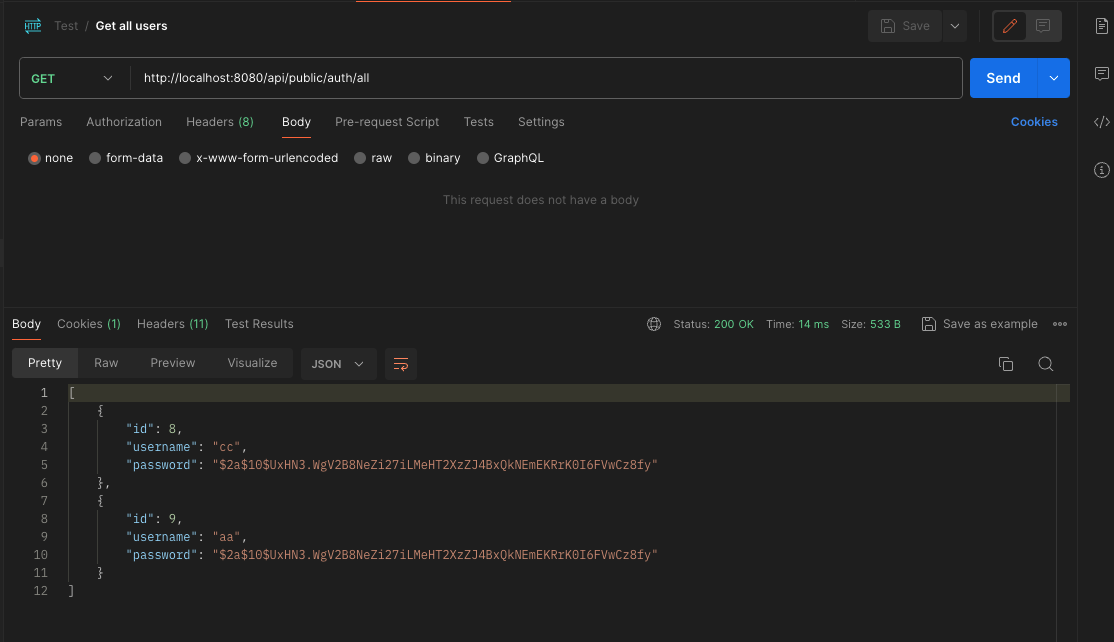 HTTP Test / Get all users Save
GET http://localhost:8080/api/public/auth/all Send
Params Authorization Headers (8) Body Pre-request Script Tests Settings Cookies
none form-data x-www-form-urlencoded raw binary GraphQL
This request does not have a body
Body Cookies (1) Headers (11) Test Results Status: 200 OK Time: 14 ms Size: 533 B Save as example
Pretty Raw Preview Visualize JSON
1 [
2 {
3 "id": 8,
4 "username": "cc",
5 "password": "$2a$10$UxHN3.WgV2B8NeZi27iLMeHT2XzZJ4BxQkNEmEKRrK0I6FVwCz8fy"
6 },
7 {
8 "id": 9,
9 "username": "aa",
10 "password": "$2a$10$UxHN3.WgV2B8NeZi27iLMeHT2XzZJ4BxQkNEmEKRrK0I6FVwCz8fy"
11 }
12 ]